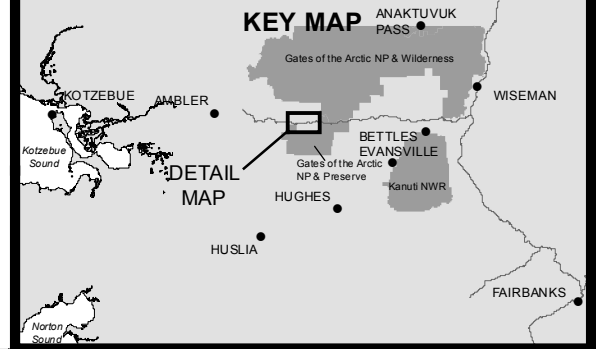 KEY MAP
ANAKTUVUK
PASS
Gates of the Arctic NP & Wilderness
KOTZEBUE
AMBLER
WISEMAN
Kotzebue
Sound
BETTLES
EVANSVILLE
DETAIL
MAP
Gates of the Arctic
NP & Preserve
Kanuti NWR
HUGHES
HUSLIA
FAIRBANKS
Norton
Sound